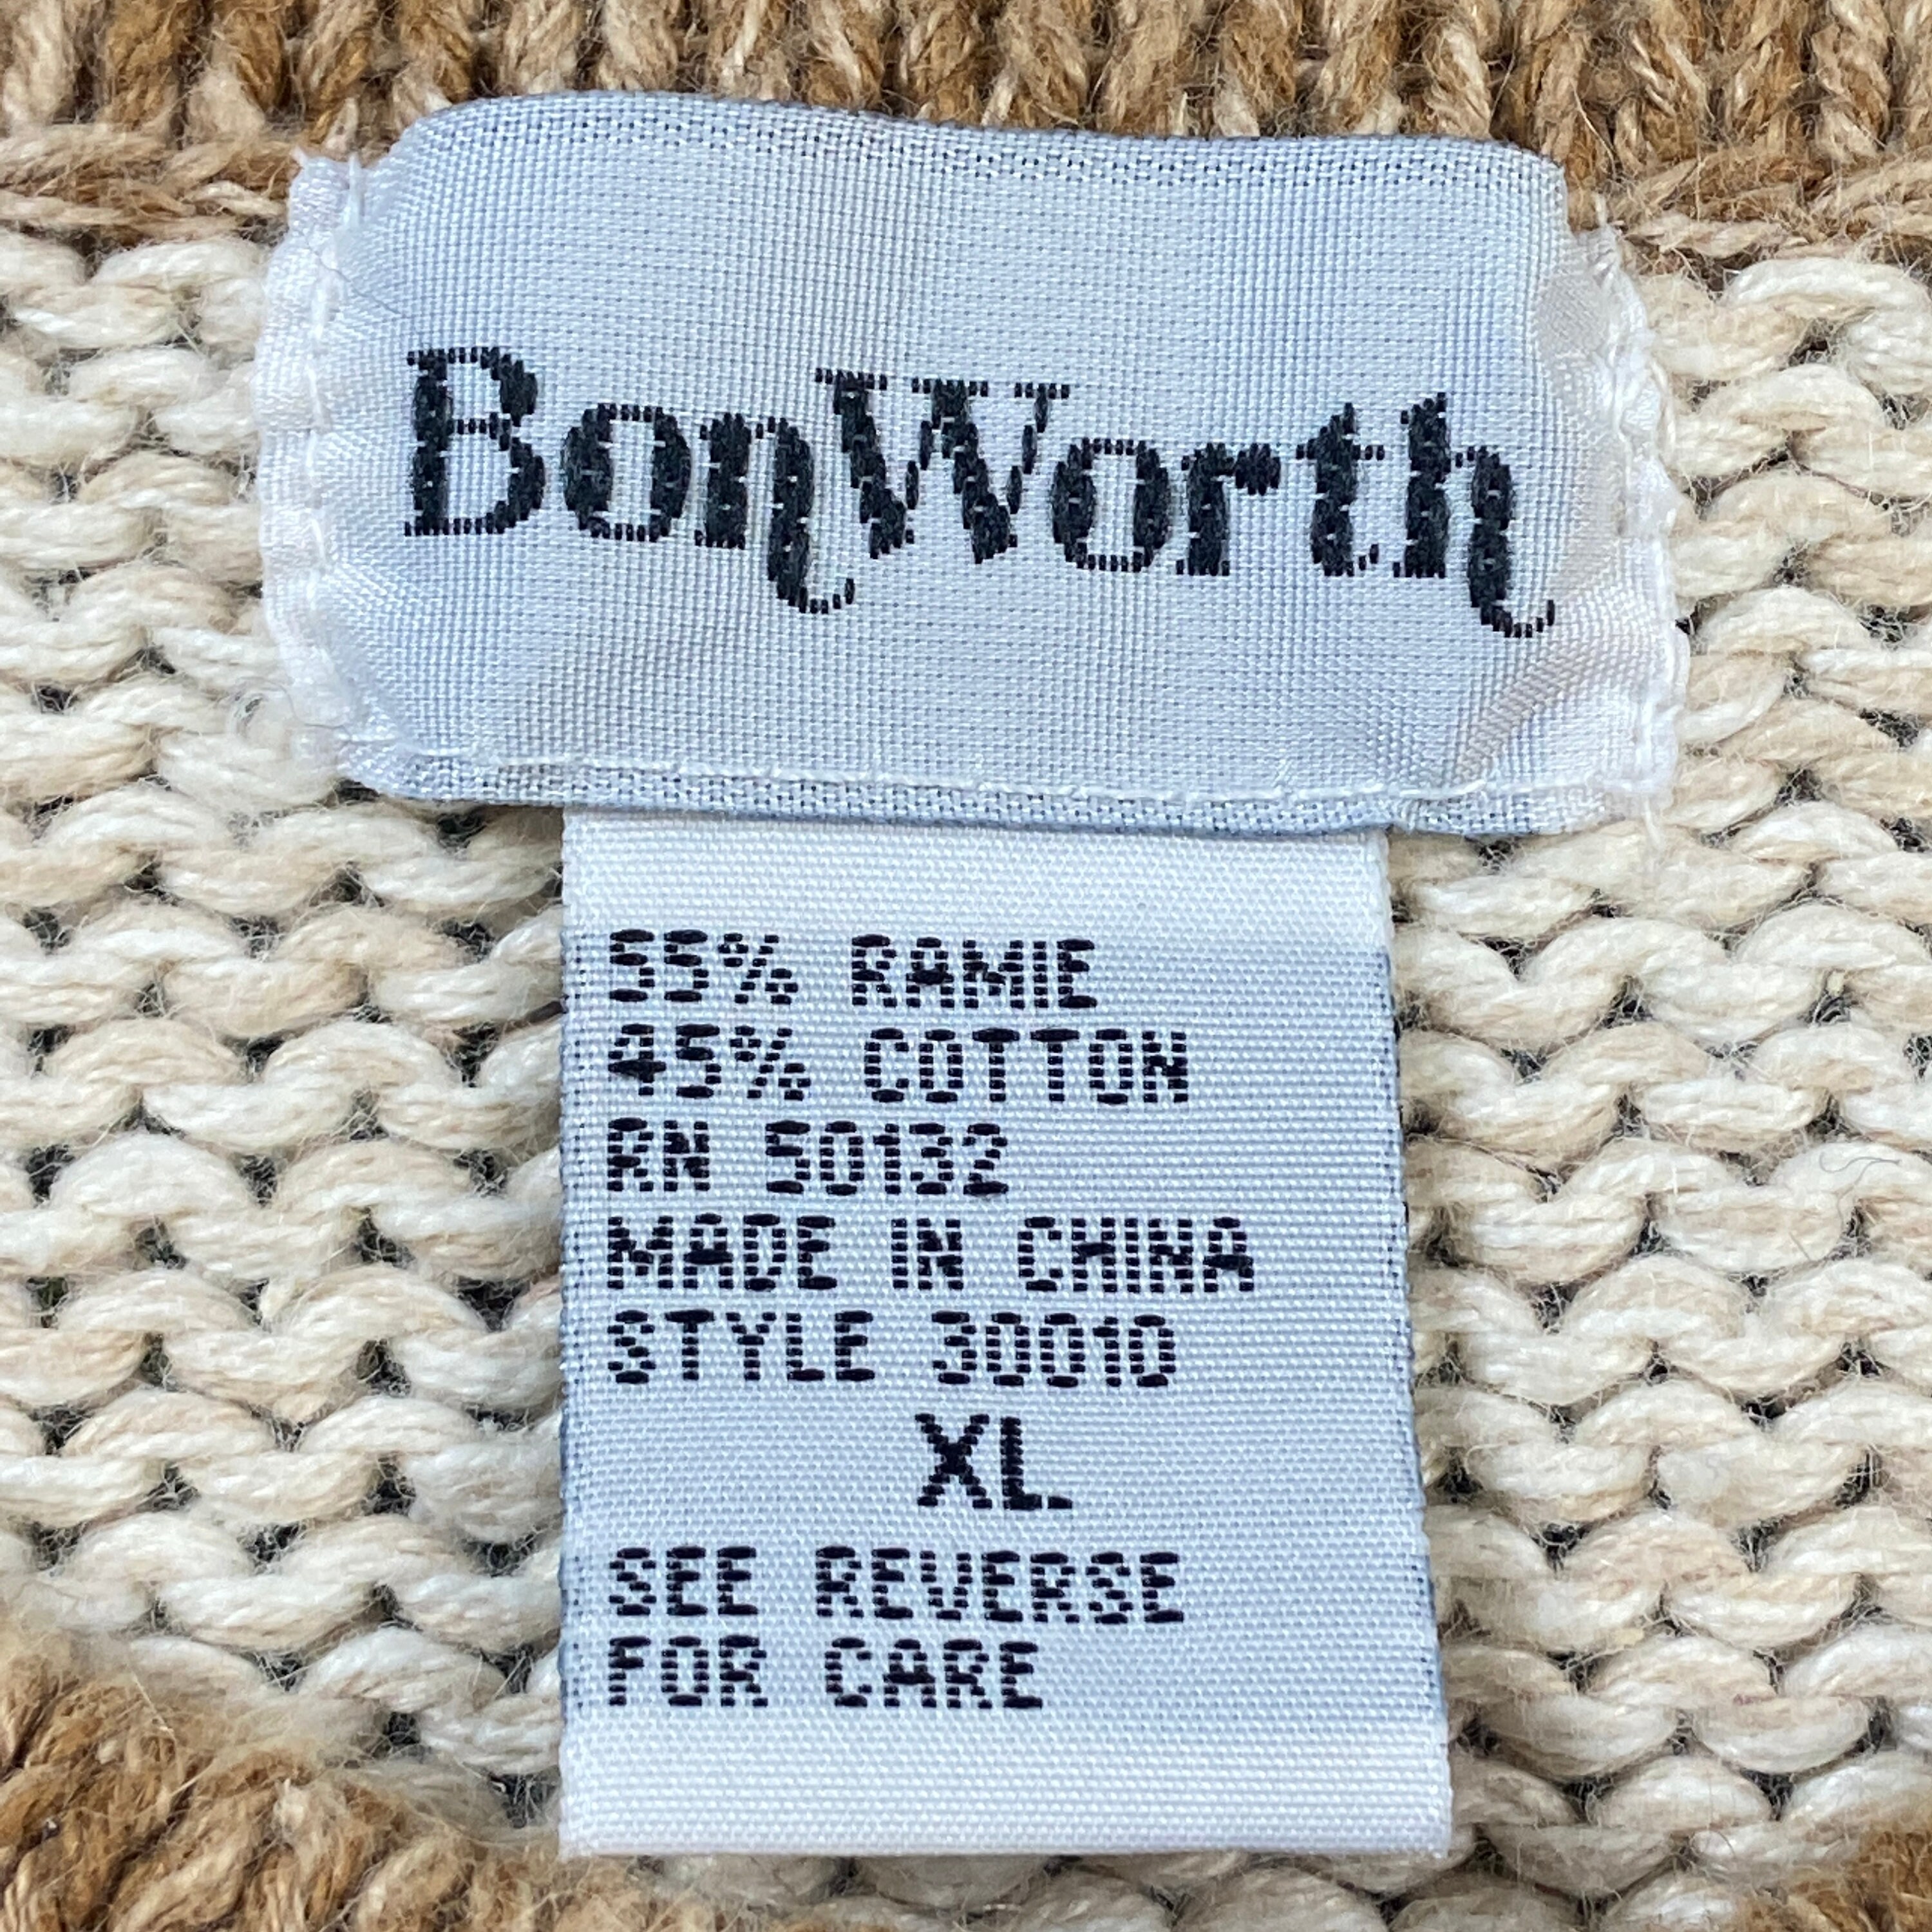 BonWorth
55% RAMIE
45% COTTON
RN 50132
MADE IN CHINA
STYLE 30010
XL
SEE REVERSE
FOR CARE